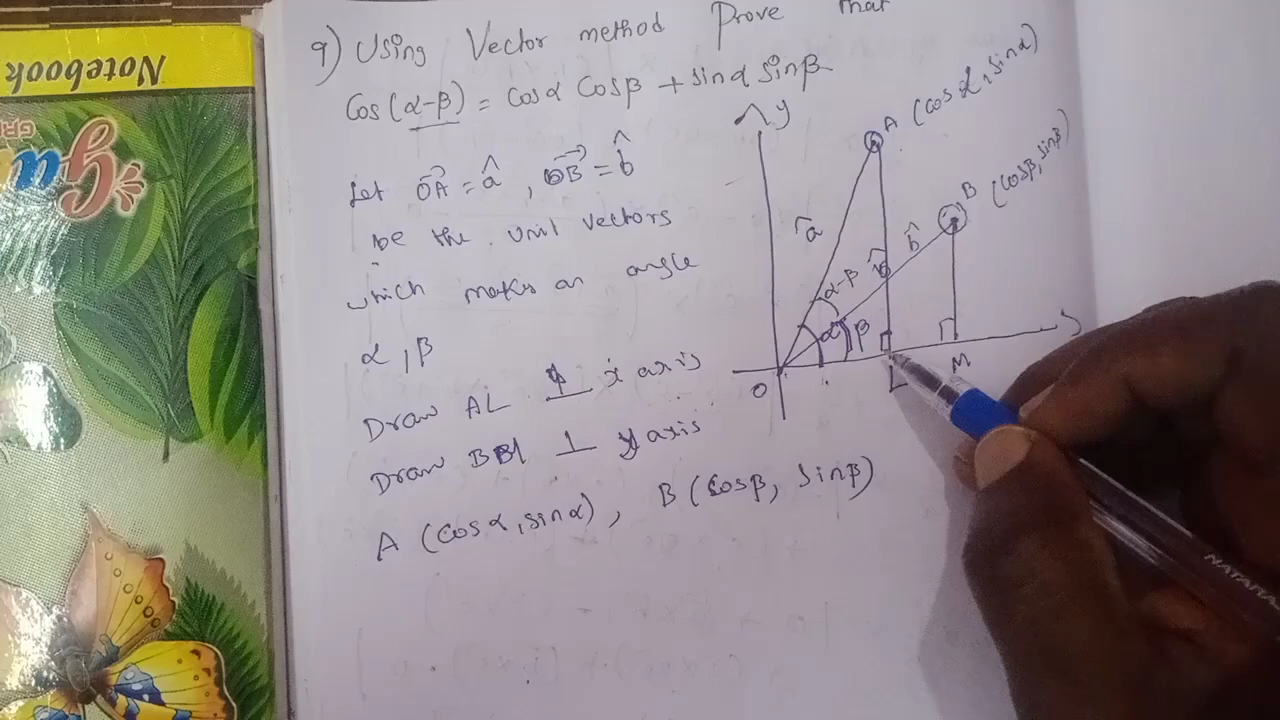 9) Using Vector method Prove that
Cos(α-β) = Cosα Cosβ + sinα sinβ
Let OA→ = â , OB→ = b̂
be the unit vectors
which makes an angle
α , β
Draw AL ⊥ x axis
Draw BM ⊥ x axis
A (Cosα, sinα) , B (Cosβ, sinβ)
y
A (cosα, sinα)
B (cosβ, sinβ)
â
b̂
α-β
α
β
O
L
M
Notebook
NATARA